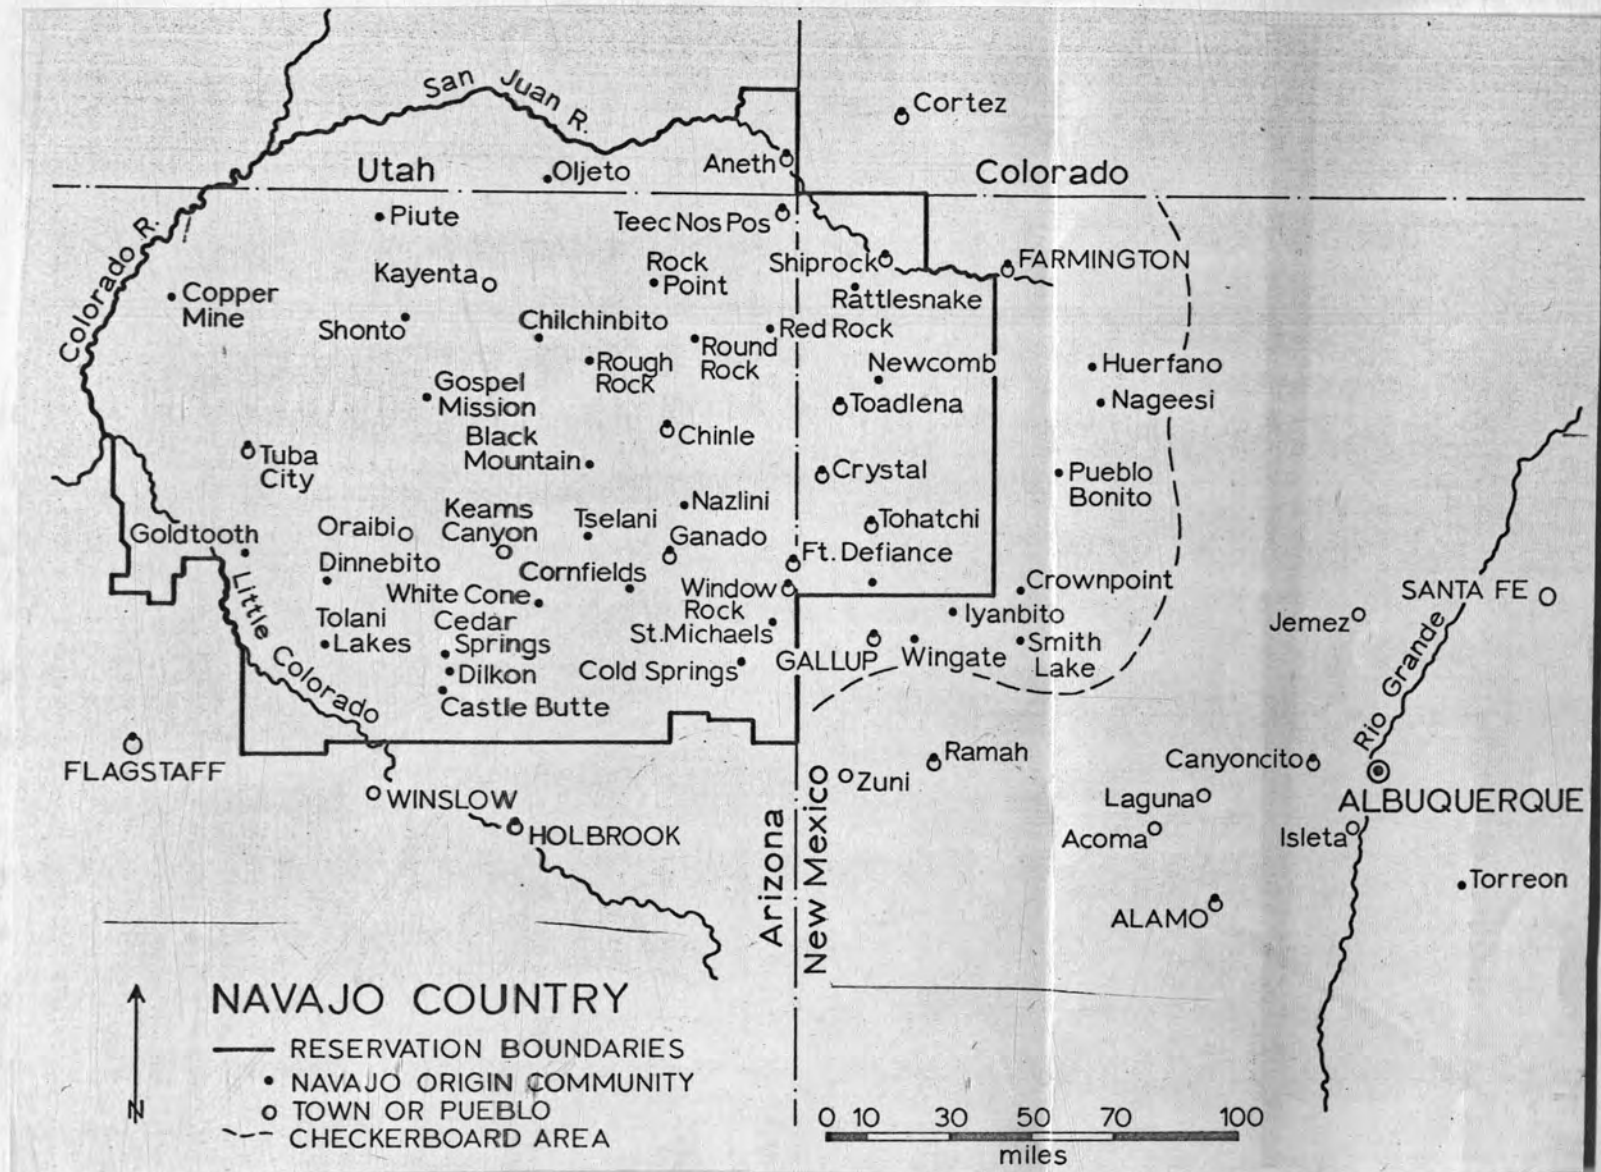 San Juan R.
Cortez
Utah
Oljeto
Aneth
Colorado
Piute
Teec Nos Pos
Colorado R.
Kayenta
Rock
Point
Shiprock
FARMINGTON
Copper
Mine
Rattlesnake
Shonto
Chilchinbito
Red Rock
Round
Rock
Rough
Rock
Newcomb
Huerfano
Gospel
Mission
Toadlena
Nageesi
Black
Mountain
Chinle
Tuba
City
Crystal
Pueblo
Bonito
Keams
Canyon
Nazlini
Tselani
Tohatchi
Goldtooth
Oraibi
Ganado
Ft. Defiance
Dinnebito
Cornfields
Crownpoint
White Cone
Window
Rock
SANTA FE
Little Colorado
Tolani
Lakes
Cedar
Springs
St. Michaels
Iyanbito
Jemez
GALLUP
Wingate
Smith
Lake
Dilkon
Cold Springs
Castle Butte
Rio Grande
FLAGSTAFF
Ramah
Canyoncito
Zuni
WINSLOW
Laguna
ALBUQUERQUE
HOLBROOK
Acoma
Isleta
Arizona
New Mexico
Torreon
ALAMO
NAVAJO COUNTRY
RESERVATION BOUNDARIES
NAVAJO ORIGIN COMMUNITY
N
TOWN OR PUEBLO
CHECKERBOARD AREA
0 10 30 50 70 100
miles